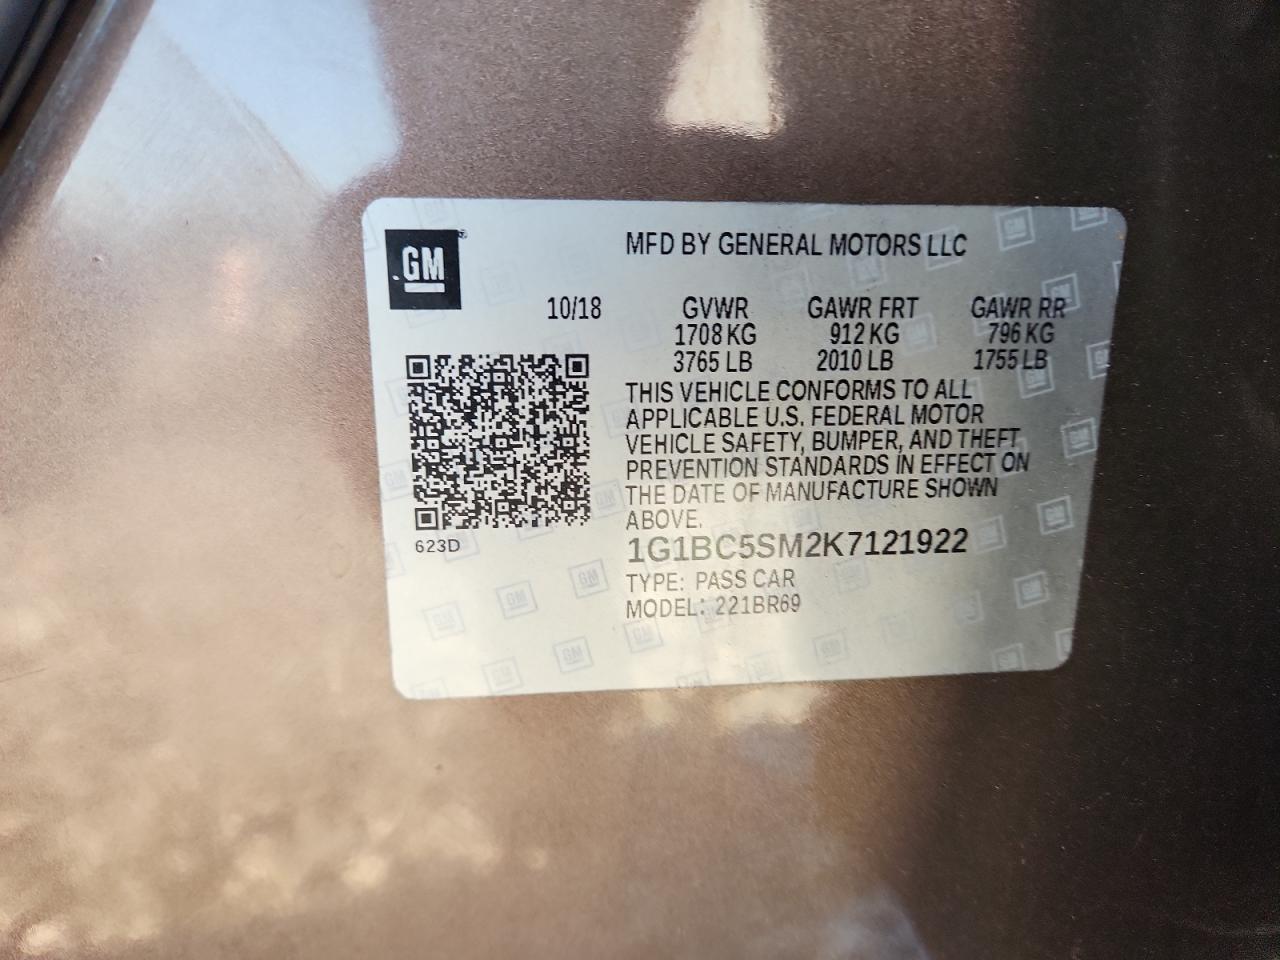 GM®
MFD BY GENERAL MOTORS LLC
10/18 GVWR GAWR FRT GAWR RR
1708 KG 912 KG 796 KG
3765 LB 2010 LB 1755 LB
THIS VEHICLE CONFORMS TO ALL
APPLICABLE U.S. FEDERAL MOTOR
VEHICLE SAFETY, BUMPER, AND THEFT
PREVENTION STANDARDS IN EFFECT ON
THE DATE OF MANUFACTURE SHOWN
ABOVE.
623D
1G1BC5SM2K7121922
TYPE: PASS CAR
MODEL: 221BR69